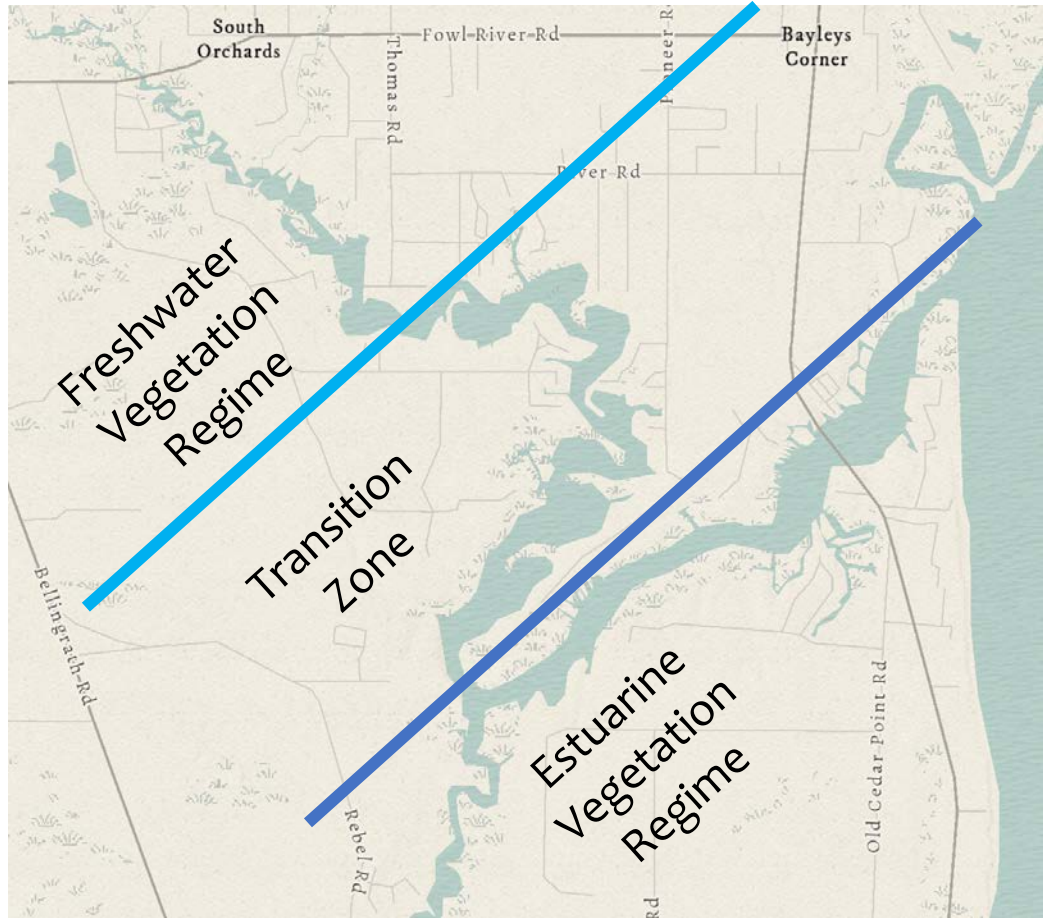 South
Orchards
Fowl River Rd
Bayleys
Corner
Thomas Rd
River Rd
Freshwater
Vegetation
Regime
Transition
Zone
Bellingrath Rd
Estuarine
Vegetation
Regime
Old Cedar Point Rd
Rebel Rd
Rd